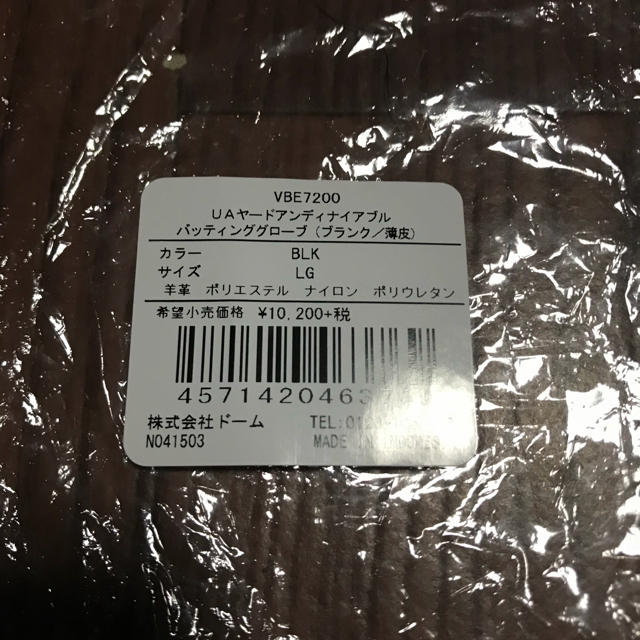 VBE7200
UAヤードアンディナイアブル
バッティンググローブ（ブランク／薄皮）
カラー BLK
サイズ LG
羊革 ポリエステル ナイロン ポリウレタン
希望小売価格 ¥10,200+税
株式会社ドーム TEL:
N041503 MADE IN